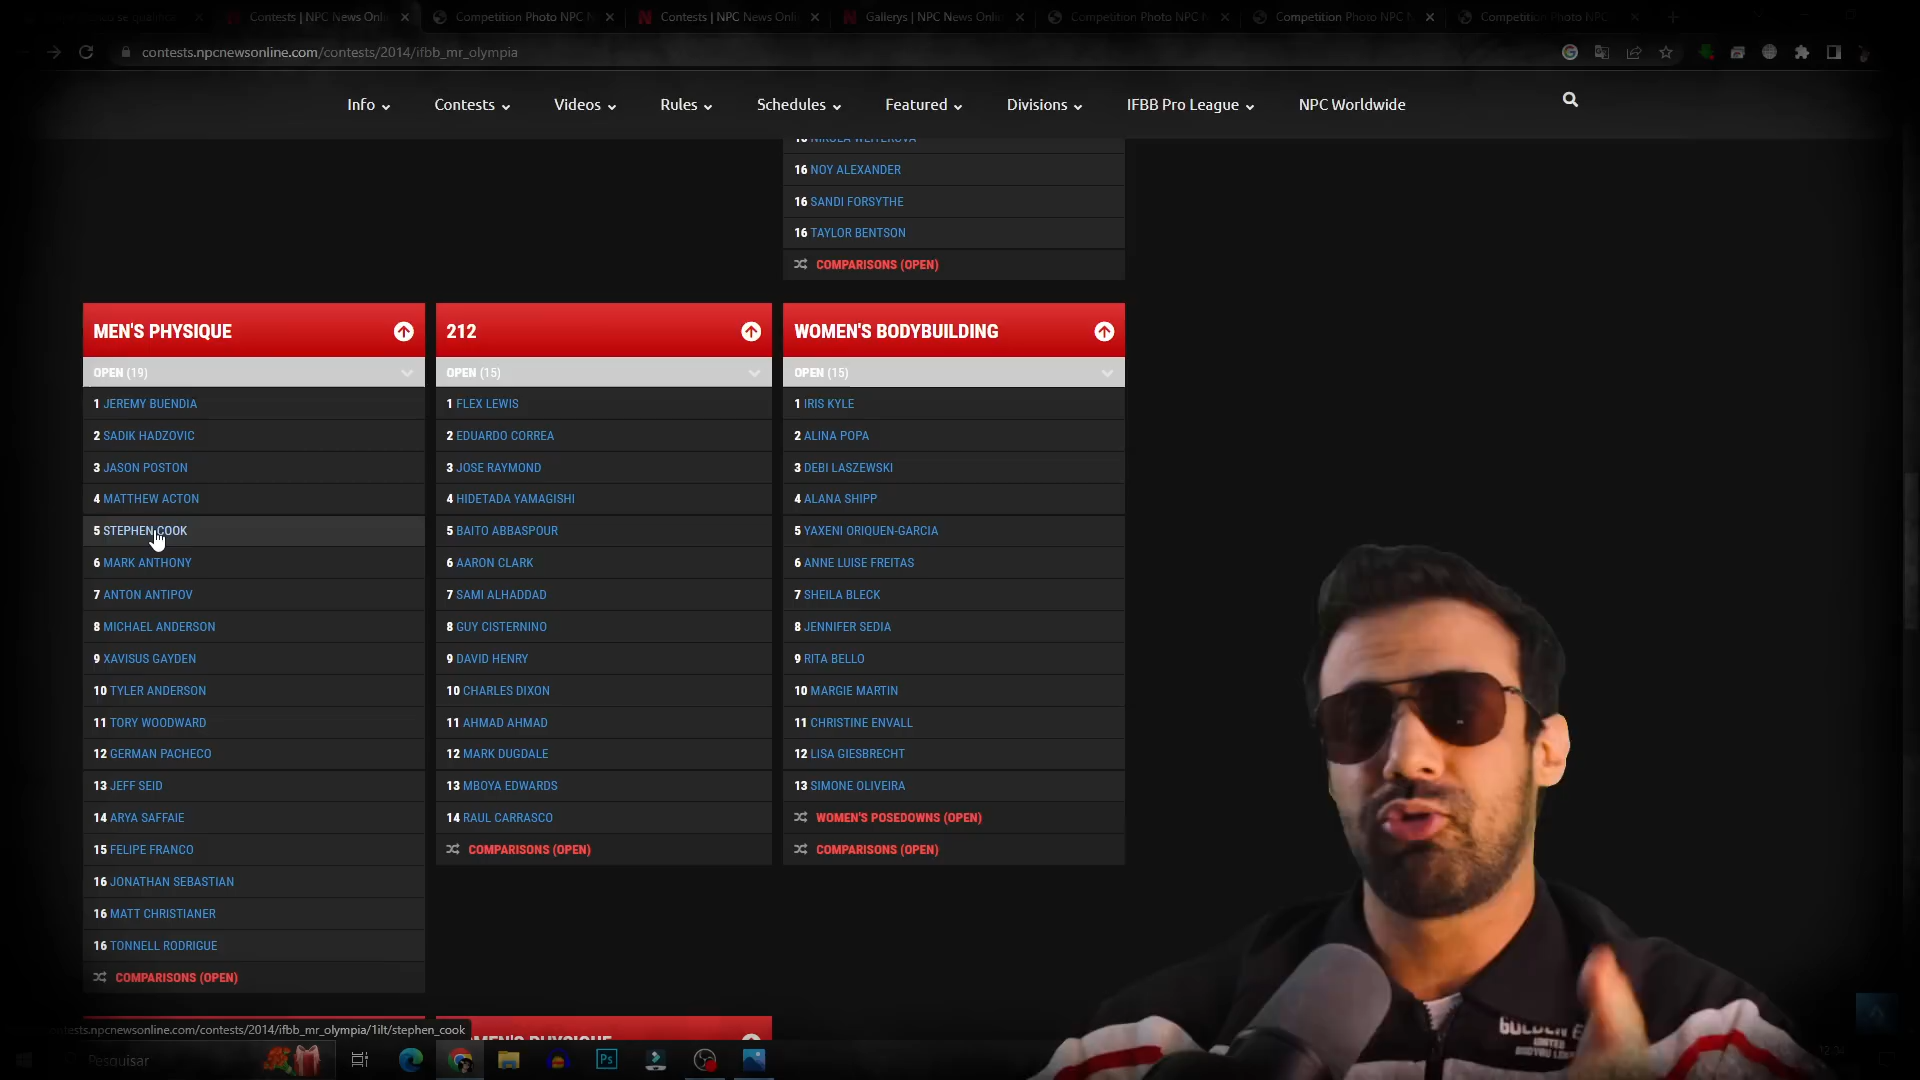 Contests | NPC News Onli
Competition Photo NPC N
Contests | NPC News Onli
Gallerys | NPC News Onli
Competition Photo NPC N
Competition Photo NPC N
Competition Photo NPC
contests.npcnewsonline.com/contests/2014/ifbb_mr_olympia
Info
Contests
Videos
Rules
Schedules
Featured
Divisions
IFBB Pro League
NPC Worldwide
16 NOY ALEXANDER
16 SANDI FORSYTHE
16 TAYLOR BENTSON
COMPARISONS (OPEN)
MEN'S PHYSIQUE
OPEN (19)
1 JEREMY BUENDIA
2 SADIK HADZOVIC
3 JASON POSTON
4 MATTHEW ACTON
5 STEPHEN COOK
6 MARK ANTHONY
7 ANTON ANTIPOV
8 MICHAEL ANDERSON
9 XAVISUS GAYDEN
10 TYLER ANDERSON
11 TORY WOODWARD
12 GERMAN PACHECO
13 JEFF SEID
14 ARYA SAFFAIE
15 FELIPE FRANCO
16 JONATHAN SEBASTIAN
16 MATT CHRISTIANER
16 TONNELL RODRIGUE
COMPARISONS (OPEN)
212
OPEN (15)
1 FLEX LEWIS
2 EDUARDO CORREA
3 JOSE RAYMOND
4 HIDETADA YAMAGISHI
5 BAITO ABBASPOUR
6 AARON CLARK
7 SAMI ALHADDAD
8 GUY CISTERNINO
9 DAVID HENRY
10 CHARLES DIXON
11 AHMAD AHMAD
12 MARK DUGDALE
13 MBOYA EDWARDS
14 RAUL CARRASCO
COMPARISONS (OPEN)
WOMEN'S BODYBUILDING
OPEN (15)
1 IRIS KYLE
2 ALINA POPA
3 DEBI LASZEWSKI
4 ALANA SHIPP
5 YAXENI ORIQUEN-GARCIA
6 ANNE LUISE FREITAS
7 SHEILA BLECK
8 JENNIFER SEDIA
9 RITA BELLO
10 MARGIE MARTIN
11 CHRISTINE ENVALL
12 LISA GIESBRECHT
13 SIMONE OLIVEIRA
WOMEN'S POSEDOWNS (OPEN)
COMPARISONS (OPEN)
contests.npcnewsonline.com/contests/2014/ifbb_mr_olympia/1ilt/stephen_cook
MEN'S PHYSIQUE
Pesquisar
Ps
GOLDEN E
UNITED